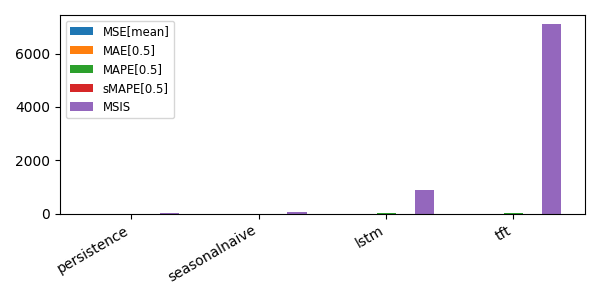 MSE[mean]
MAE[0.5]
MAPE[0.5]
sMAPE[0.5]
MSIS
6000
4000
2000
0
persistence
seasonalnaive
lstm
tft